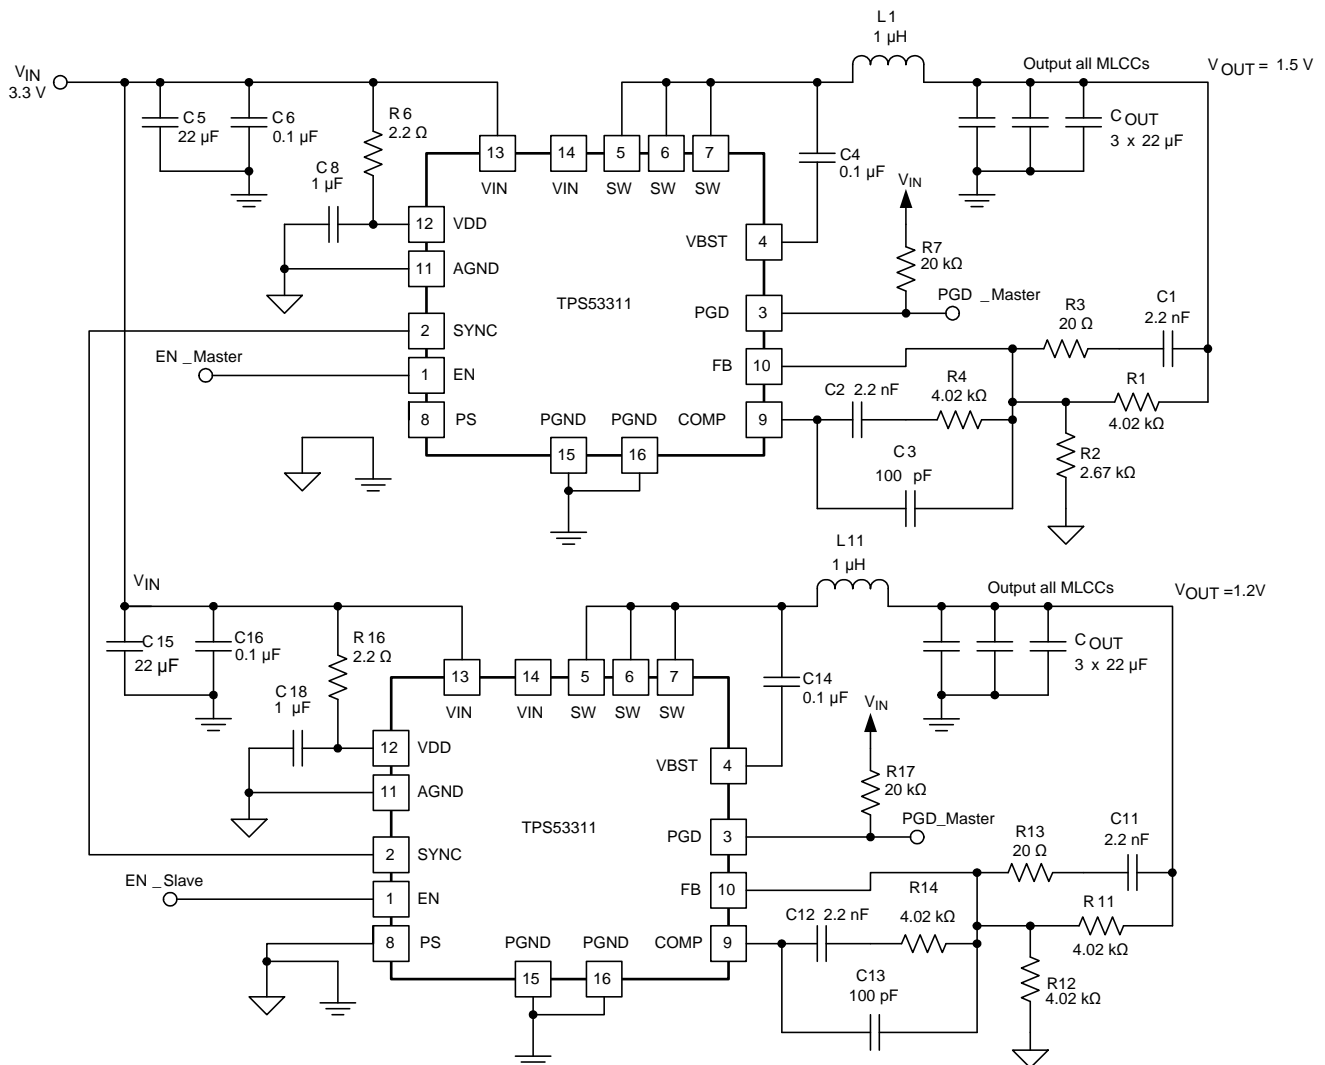 L1
1 µH
Output all MLCCs
VOUT = 1.5 V
VIN
3.3 V
C5
22 µF
C6
0.1 µF
R6
2.2 Ω
C8
1 µF
13
14
5
6
7
VIN
VIN
SW
SW
SW
C4
0.1 µF
COUT
3 x 22 µF
VIN
12
VDD
VBST
4
R7
20 kΩ
11
AGND
TPS53311
PGD
3
PGD _Master
2
SYNC
R3
20 Ω
C1
2.2 nF
EN _Master
1
EN
FB
10
8
PS
PGND
PGND
COMP
9
C2 2.2 nF
R4
4.02 kΩ
R1
4.02 kΩ
15
16
C3
100 pF
R2
2.67 kΩ
L11
1 µH
Output all MLCCs
VOUT =1.2V
VIN
C15
22 µF
C16
0.1 µF
R16
2.2 Ω
C18
1 µF
13
14
5
6
7
VIN
VIN
SW
SW
SW
C14
0.1 µF
COUT
3 x 22 µF
VIN
12
VDD
VBST
4
R17
20 kΩ
11
AGND
TPS53311
PGD
3
PGD_Master
2
SYNC
R13
20 Ω
C11
2.2 nF
EN _Slave
1
EN
FB
10
8
PS
PGND
PGND
COMP
9
C12 2.2 nF
R14
4.02 kΩ
R11
4.02 kΩ
15
16
C13
100 pF
R12
4.02 kΩ